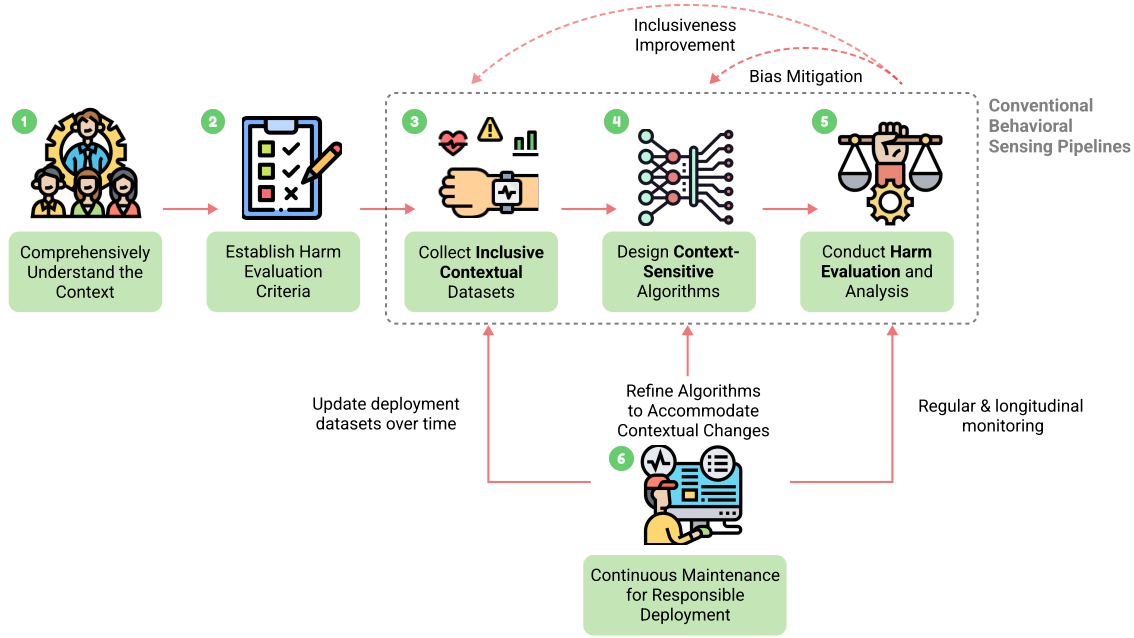 Inclusiveness
Improvement
Bias Mitigation
Conventional
Behavioral
Sensing Pipelines
1
2
3
4
5
Comprehensively
Understand the
Context
Establish Harm
Evaluation
Criteria
Collect Inclusive
Contextual
Datasets
Design Context-
Sensitive
Algorithms
Conduct Harm
Evaluation and
Analysis
Update deployment
datasets over time
Refine Algorithms
to Accommodate
Contextual Changes
Regular & longitudinal
monitoring
6
Continuous Maintenance
for Responsible
Deployment